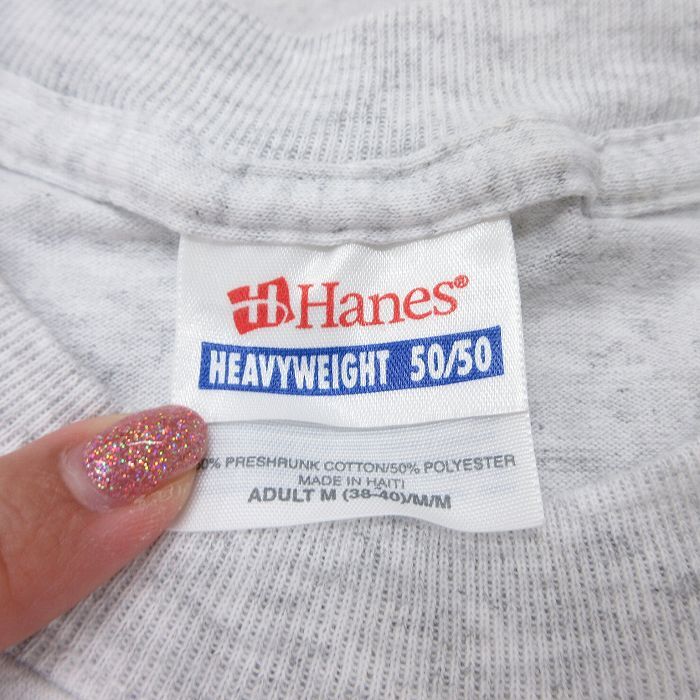 Hanes®
HEAVYWEIGHT 50/50
0% PRESHRUNK COTTON/50% POLYESTER
MADE IN HAITI
ADULT M (38-40)/M/M